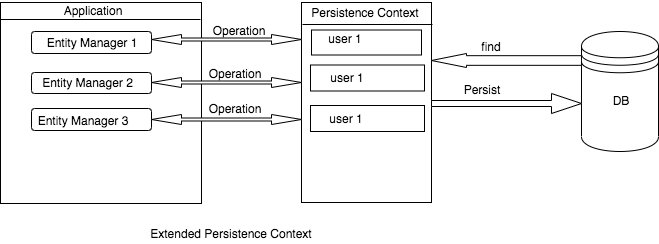 Application
Persistence Context
Entity Manager 1
Operation
user 1
find
Entity Manager 2
Operation
user 1
Persist
DB
Entity Manager 3
Operation
user 1
Extended Persistence Context